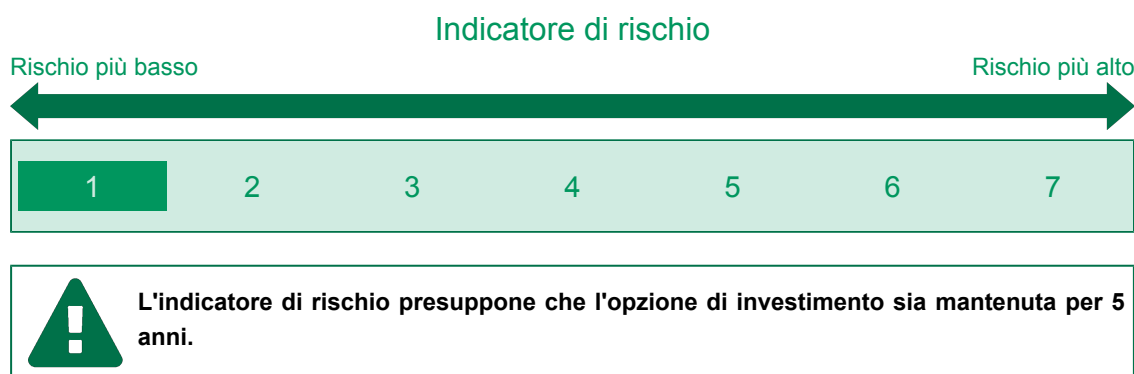 Indicatore di rischio
Rischio più basso
Rischio più alto
1 2 3 4 5 6 7
L'indicatore di rischio presuppone che l'opzione di investimento sia mantenuta per 5
anni.